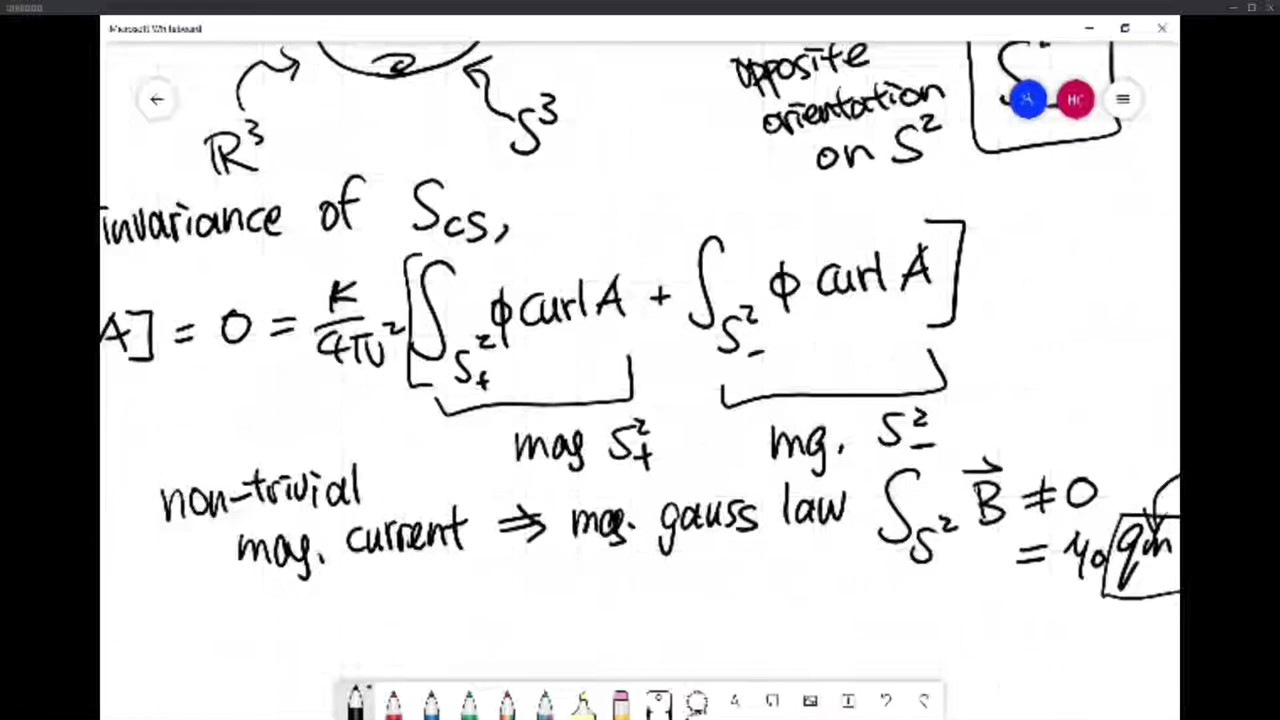 Microsoft Whiteboard
opposite
orientation
on S²
ℝ³
S³
invariance of S_CS,
A] = 0 = K/4π² [∫_{S²₊} φ curl A + ∫_{S²₋} φ curl A]
mag S²₊
mg. S²₋
non-trivial
mag. current ⇒ mag. gauss law ∫_{S²} B⃗ ≠ 0
= μ₀ qm